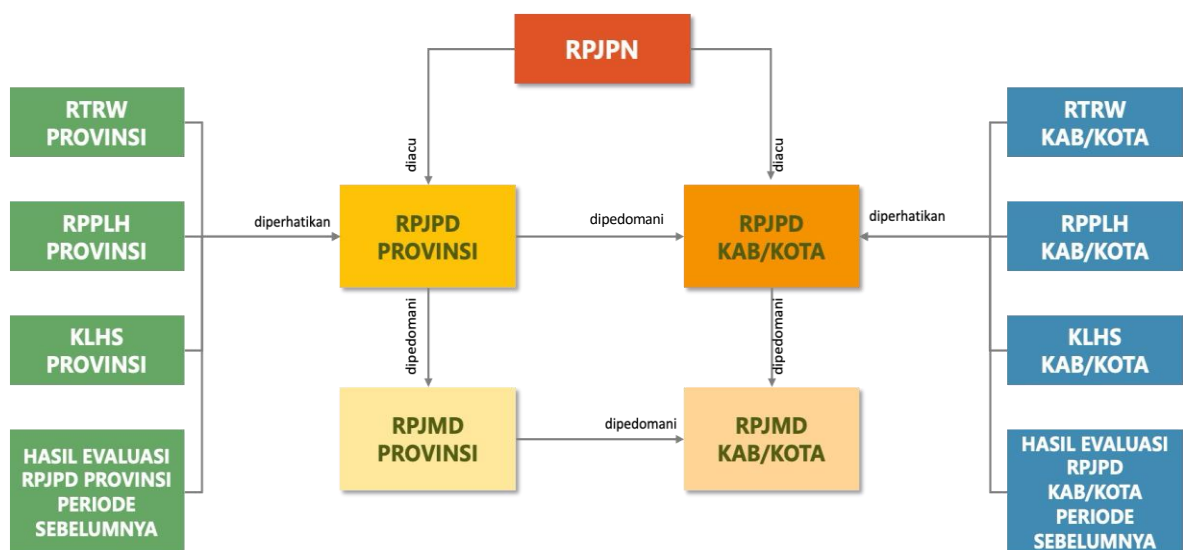 RPJPN
RTRW
PROVINSI
RTRW
KAB/KOTA
diacu
diacu
RPPLH
PROVINSI
diperhatikan
RPJPD
PROVINSI
dipedomani
RPJPD
KAB/KOTA
diperhatikan
RPPLH
KAB/KOTA
dipedomani
dipedomani
KLHS
PROVINSI
KLHS
KAB/KOTA
RPJMD
PROVINSI
dipedomani
RPJMD
KAB/KOTA
HASIL EVALUASI
RPJPD PROVINSI
PERIODE
SEBELUMNYA
HASIL EVALUASI
RPJPD
KAB/KOTA
PERIODE
SEBELUMNYA